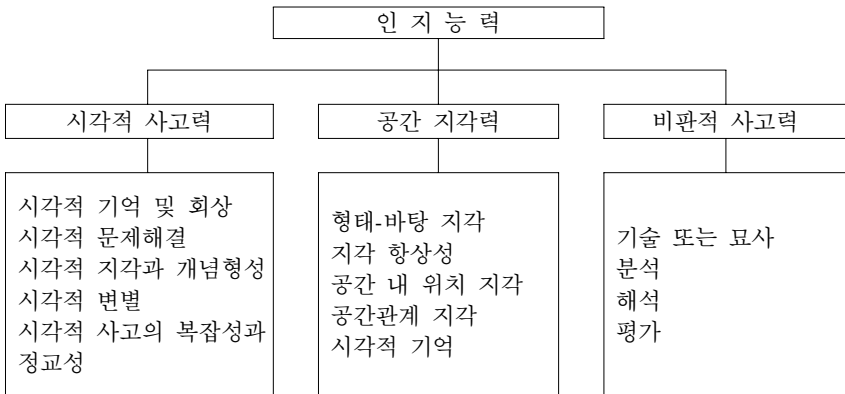 인 지 능 력
시각적 사고력
공간 지각력
비판적 사고력
시각적 기억 및 회상
시각적 문제해결
시각적 지각과 개념형성
시각적 변별
시각적 사고의 복잡성과
정교성
형태-바탕 지각
지각 항상성
공간 내 위치 지각
공간관계 지각
시각적 기억
기술 또는 묘사
분석
해석
평가